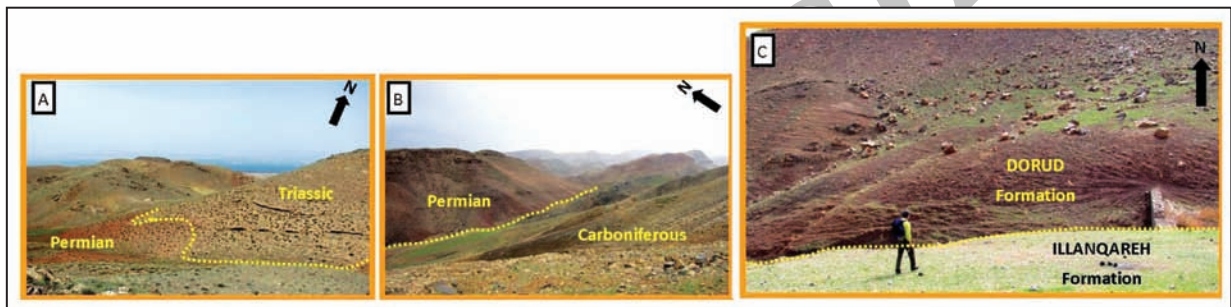 A
N
Triassic
Permian
B
N
Permian
Carboniferous
C
N
DORUD
Formation
ILLANQAREH
Formation